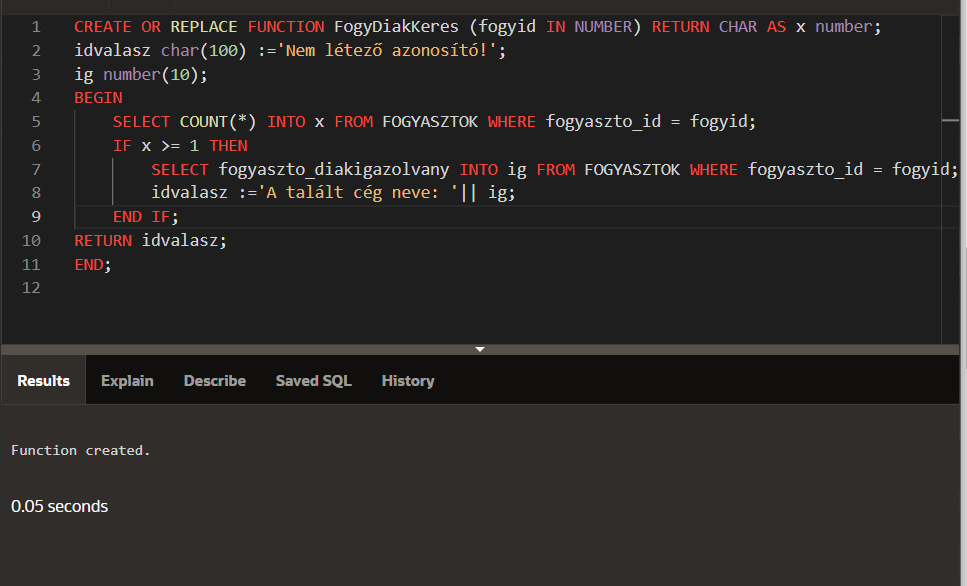 1 CREATE OR REPLACE FUNCTION FogyDiakKeres (fogyid IN NUMBER) RETURN CHAR AS x number;
2 idvalasz char(100) :='Nem létező azonosító!';
3 ig number(10);
4 BEGIN
5 SELECT COUNT(*) INTO x FROM FOGYASZTOK WHERE fogyaszto_id = fogyid;
6 IF x >= 1 THEN
7 SELECT fogyaszto_diakigazolvany INTO ig FROM FOGYASZTOK WHERE fogyaszto_id = fogyid;
8 idvalasz :='A talált cég neve: '|| ig;
9 END IF;
10 RETURN idvalasz;
11 END;
12
Results Explain Describe Saved SQL History
Function created.
0.05 seconds